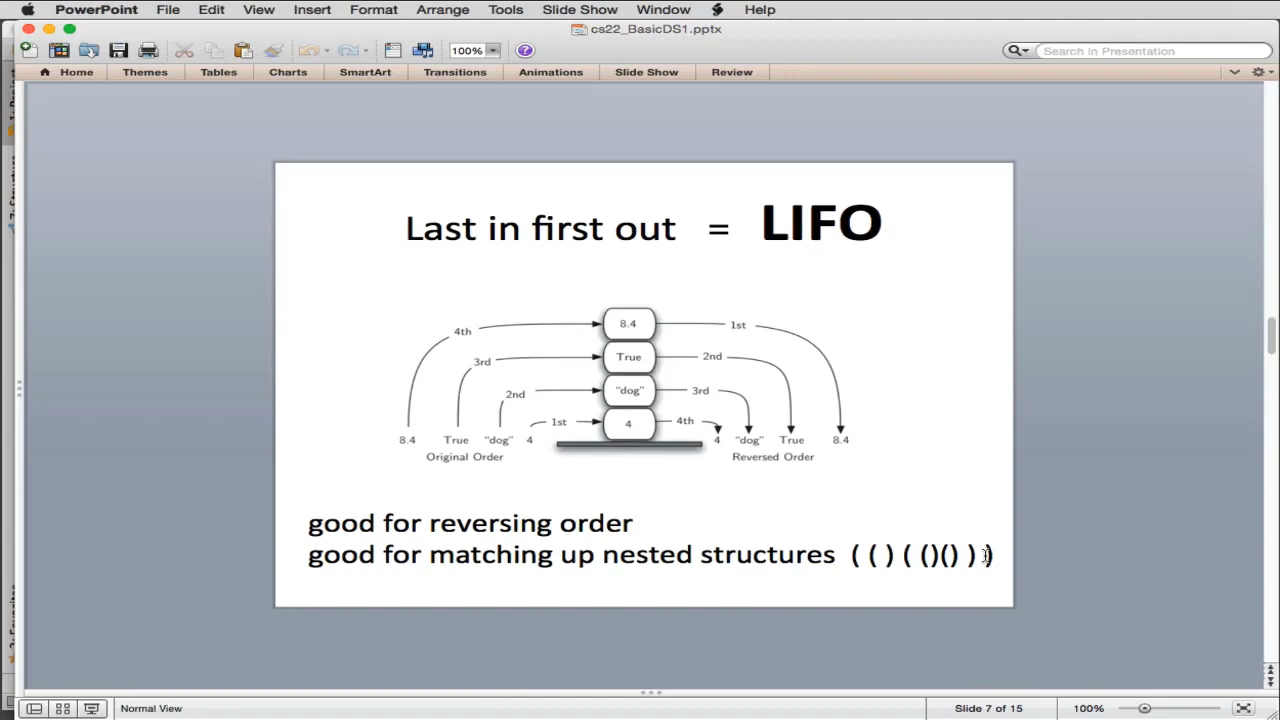 PowerPoint File Edit View Insert Format Arrange Tools Slide Show Window Help
cs22_BasicDS1.pptx
100% Search in Presentation
Home Themes Tables Charts SmartArt Transitions Animations Slide Show Review
Last in first out = LIFO
4th 8.4 1st
3rd True 2nd
2nd "dog" 3rd
1st 4 4th
8.4 True "dog" 4 4 "dog" True 8.4
Original Order Reversed Order
good for reversing order
good for matching up nested structures ( ( ) ( ()() ) )
Normal View Slide 7 of 15 100%